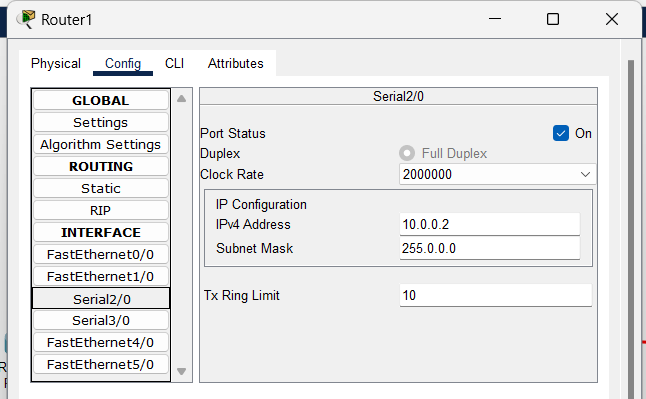 Router1
Physical Config CLI Attributes
GLOBAL
Settings
Algorithm Settings
ROUTING
Static
RIP
INTERFACE
FastEthernet0/0
FastEthernet1/0
Serial2/0
Serial3/0
FastEthernet4/0
FastEthernet5/0
Serial2/0
Port Status On
Duplex Full Duplex
Clock Rate 2000000
IP Configuration
IPv4 Address 10.0.0.2
Subnet Mask 255.0.0.0
Tx Ring Limit 10